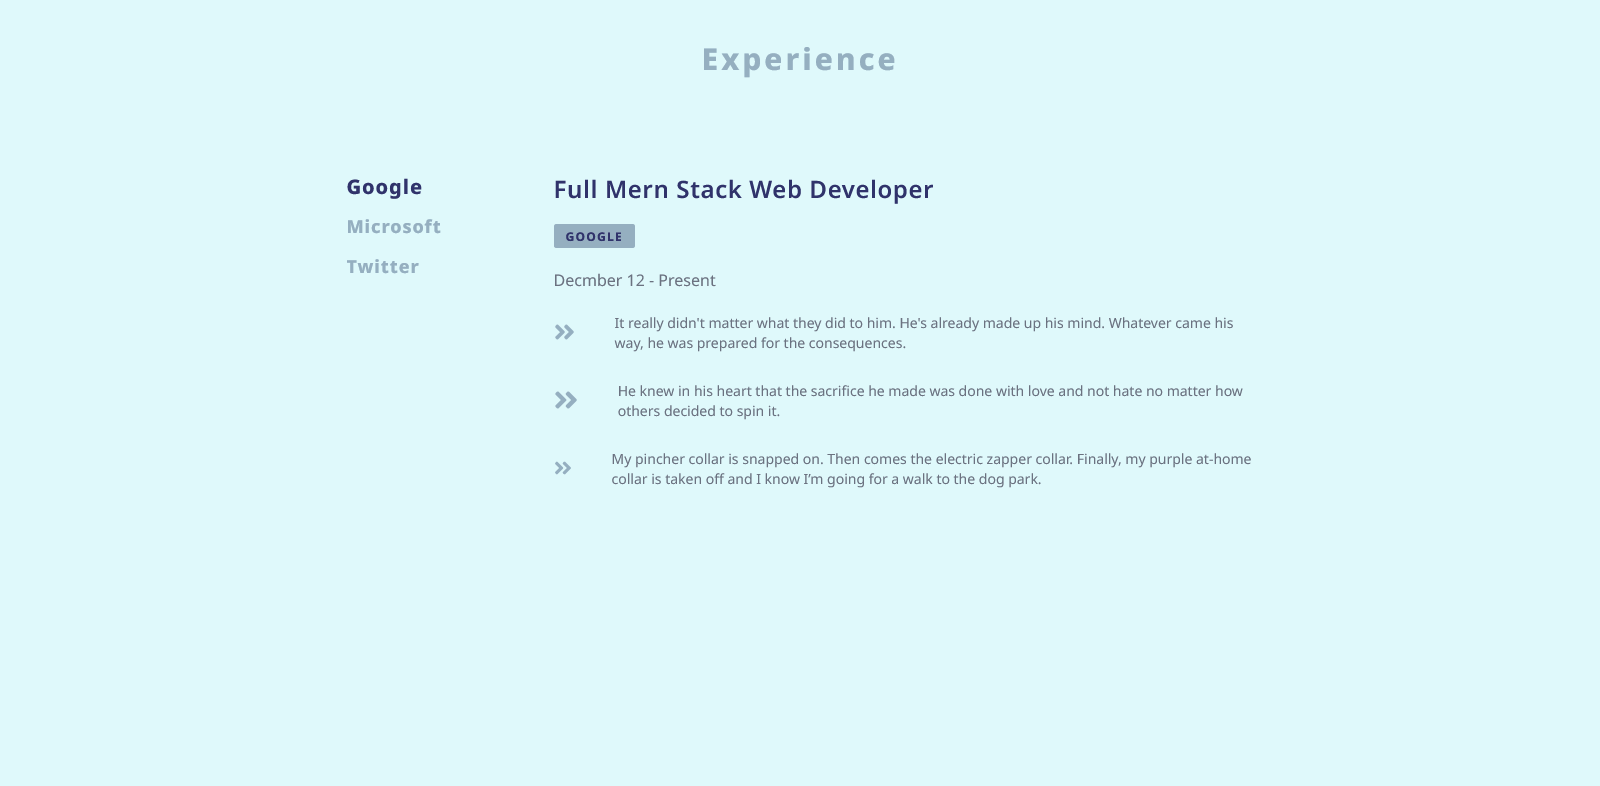 Experience
Google
Microsoft
Twitter
Full Mern Stack Web Developer
GOOGLE
Decmber 12 - Present
It really didn't matter what they did to him. He's already made up his mind. Whatever came his
way, he was prepared for the consequences.
He knew in his heart that the sacrifice he made was done with love and not hate no matter how
others decided to spin it.
My pincher collar is snapped on. Then comes the electric zapper collar. Finally, my purple at-home
collar is taken off and I know I’m going for a walk to the dog park.